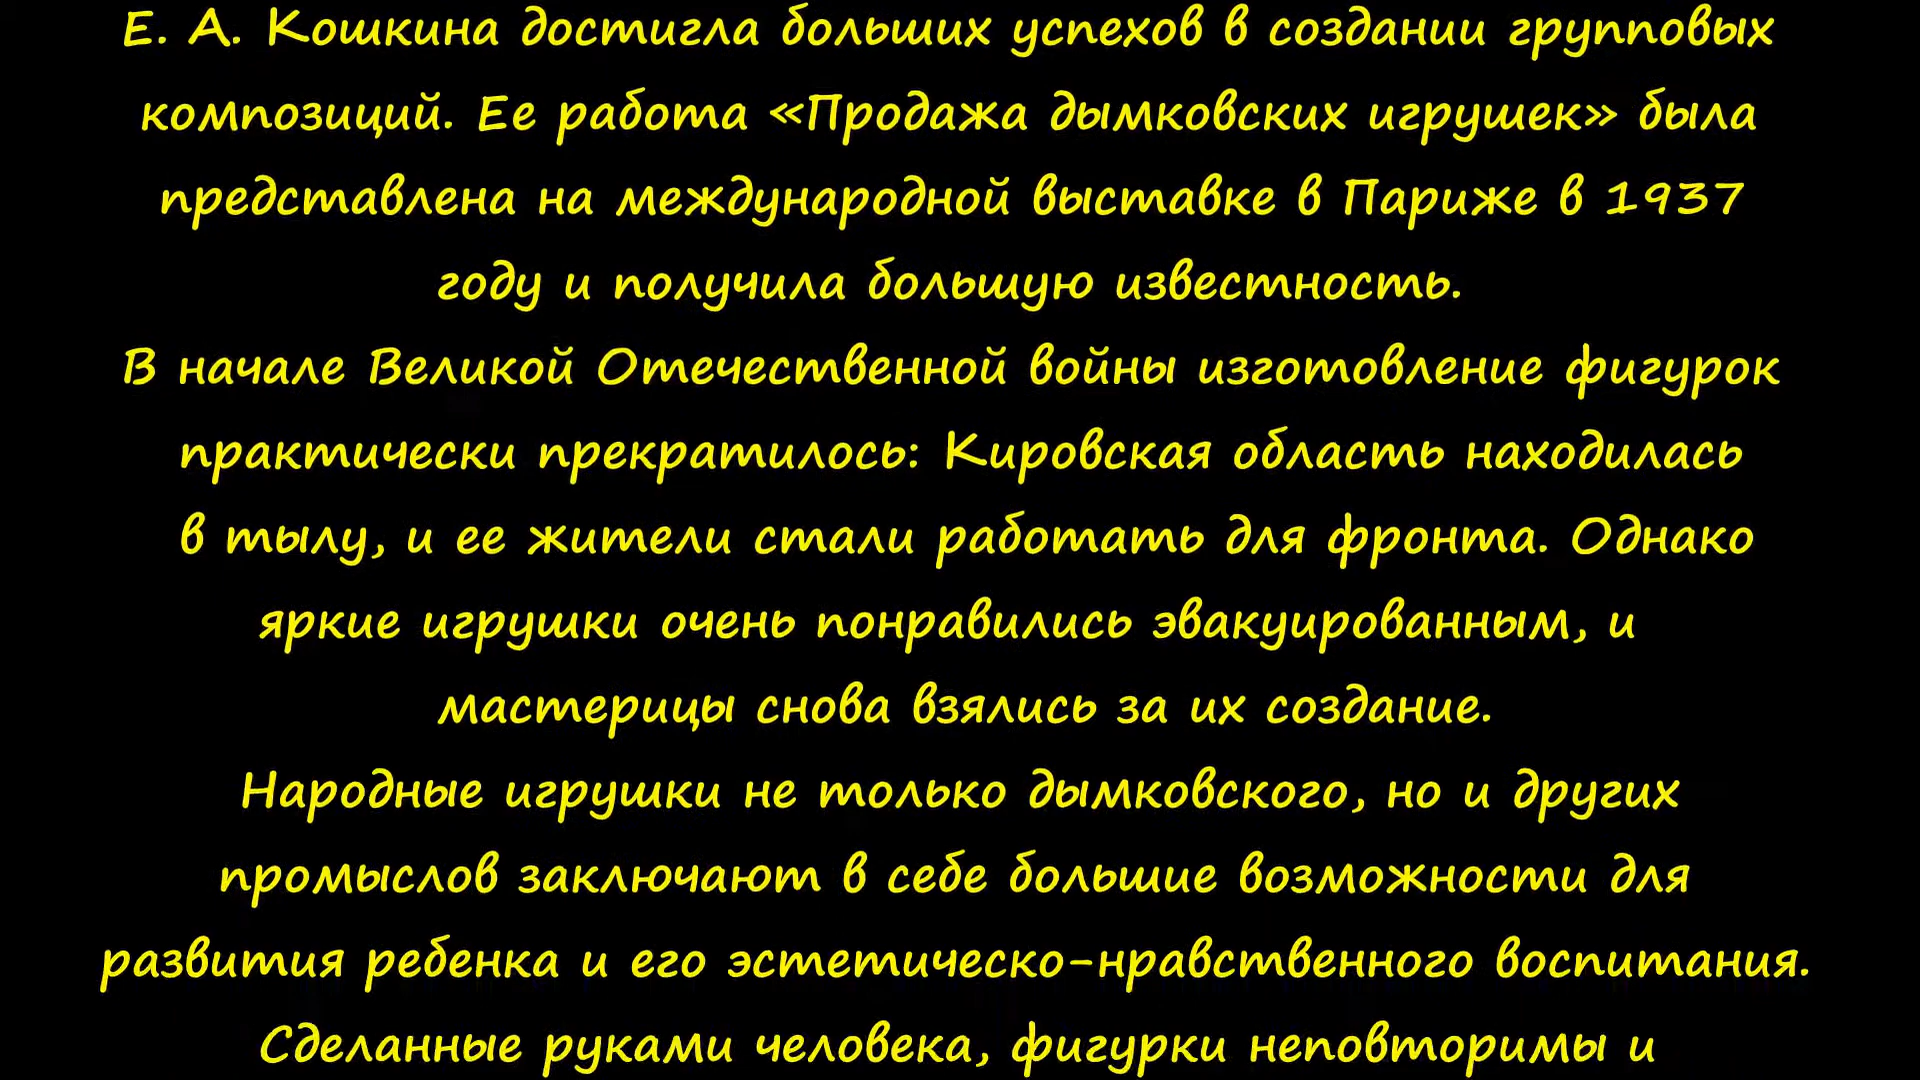 Е. А. Кошкина достигла больших успехов в создании групповых
композиций. Ее работа «Продажа дымковских игрушек» была
представлена на международной выставке в Париже в 1937
году и получила большую известность.
В начале Великой Отечественной войны изготовление фигурок
практически прекратилось: Кировская область находилась
в тылу, и ее жители стали работать для фронта. Однако
яркие игрушки очень понравились эвакуированным, и
мастерицы снова взялись за их создание.
Народные игрушки не только дымковского, но и других
промыслов заключают в себе большие возможности для
развития ребенка и его эстетическо-нравственного воспитания.
Сделанные руками человека, фигурки неповторимы и